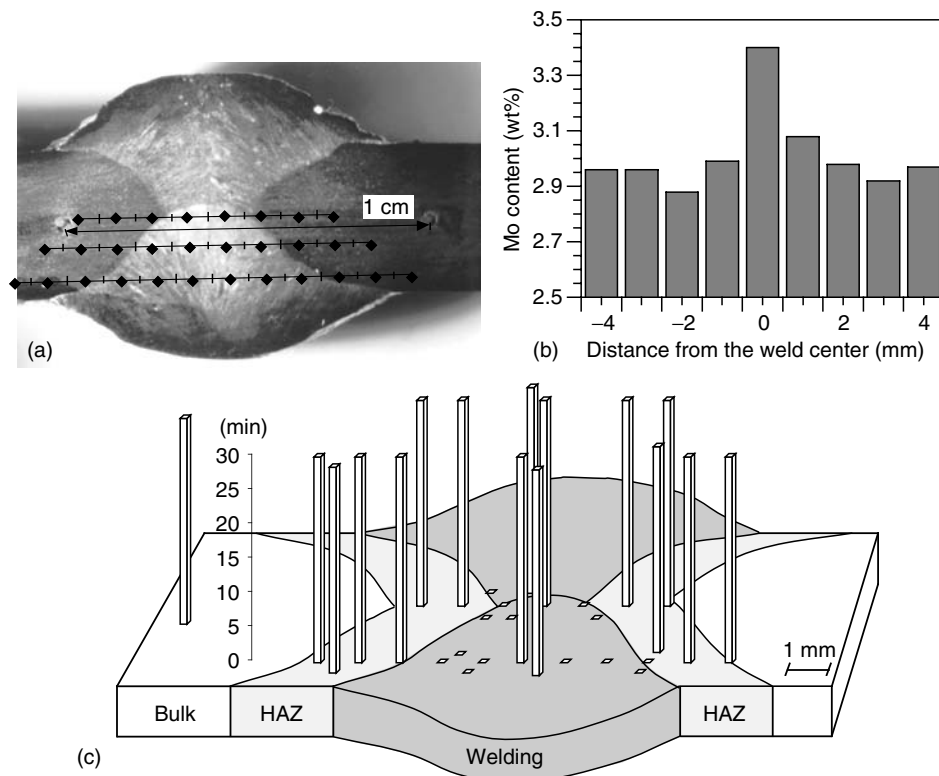 1 cm
(a)
Mo content (wt%)
3.5
3.3
3.1
2.9
2.7
2.5
−4
−2
0
2
4
(b)
Distance from the weld center (mm)
(min)
30
25
20
15
10
5
0
1 mm
Bulk
HAZ
HAZ
Welding
(c)